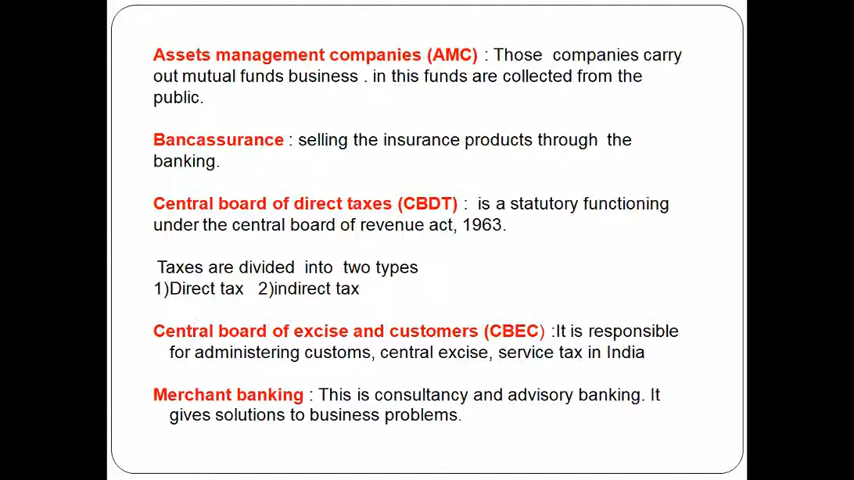 Assets management companies (AMC) : Those companies carry
out mutual funds business . in this funds are collected from the
public.
Bancassurance : selling the insurance products through the
banking.
Central board of direct taxes (CBDT) : is a statutory functioning
under the central board of revenue act, 1963.
Taxes are divided into two types
1)Direct tax 2)indirect tax
Central board of excise and customers (CBEC) :It is responsible
for administering customs, central excise, service tax in India
Merchant banking : This is consultancy and advisory banking. It
gives solutions to business problems.